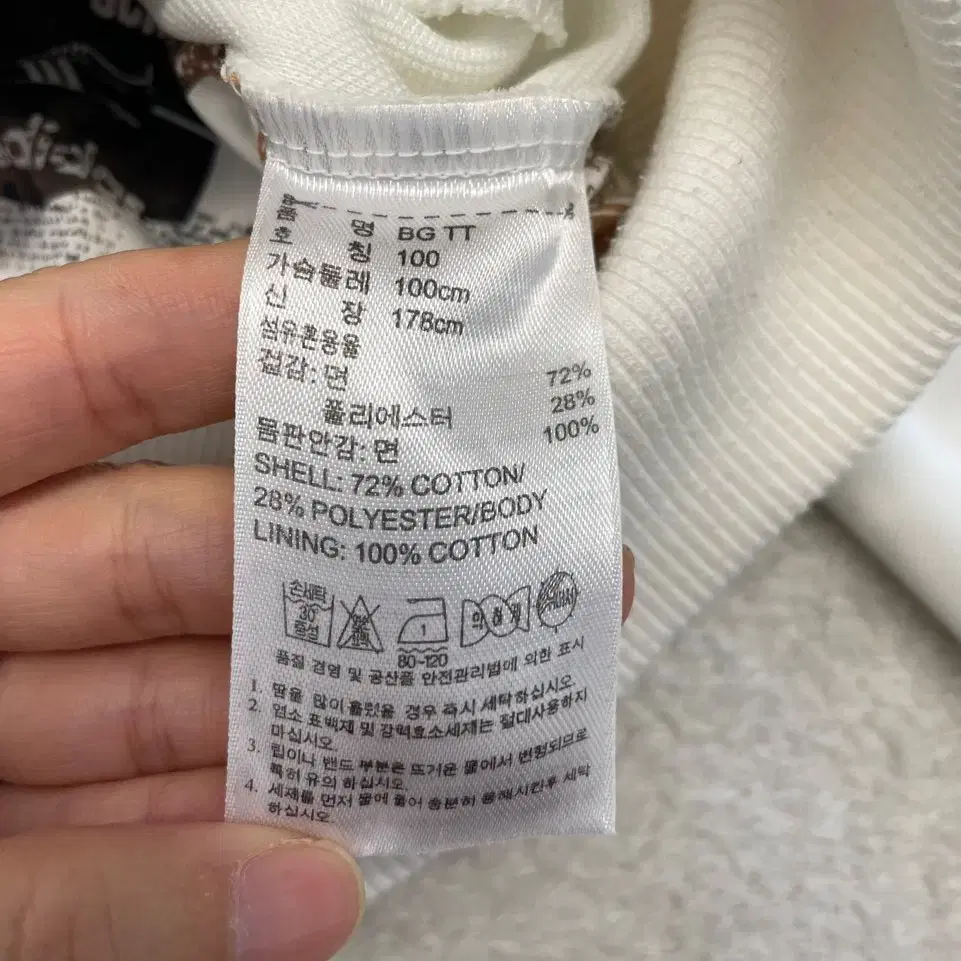 품 명 BG TT
호 칭 100
가슴둘레 100cm
신 장 178cm
섬유혼용율
겉감: 면 72%
폴리에스터 28%
몸판안감: 면 100%
SHELL: 72% COTTON/
28% POLYESTER/BODY
LINING: 100% COTTON
손세탁
30
중성
1
80-120
품질 경영 및 공산품 안전관리법에 의한 표시
1. 땀을 많이 흘렸을 경우 즉시 세탁하십시오.
2. 염소 표백제 및 강력효소세제는 절대사용하지
마십시오.
3. 립이나 밴드 부분은 뜨거운 물에서 변형되므로
특히 유의 하십시오.
4. 세제를 먼저 물에 풀어 충분히 용해시킨후 세탁
하십시오.